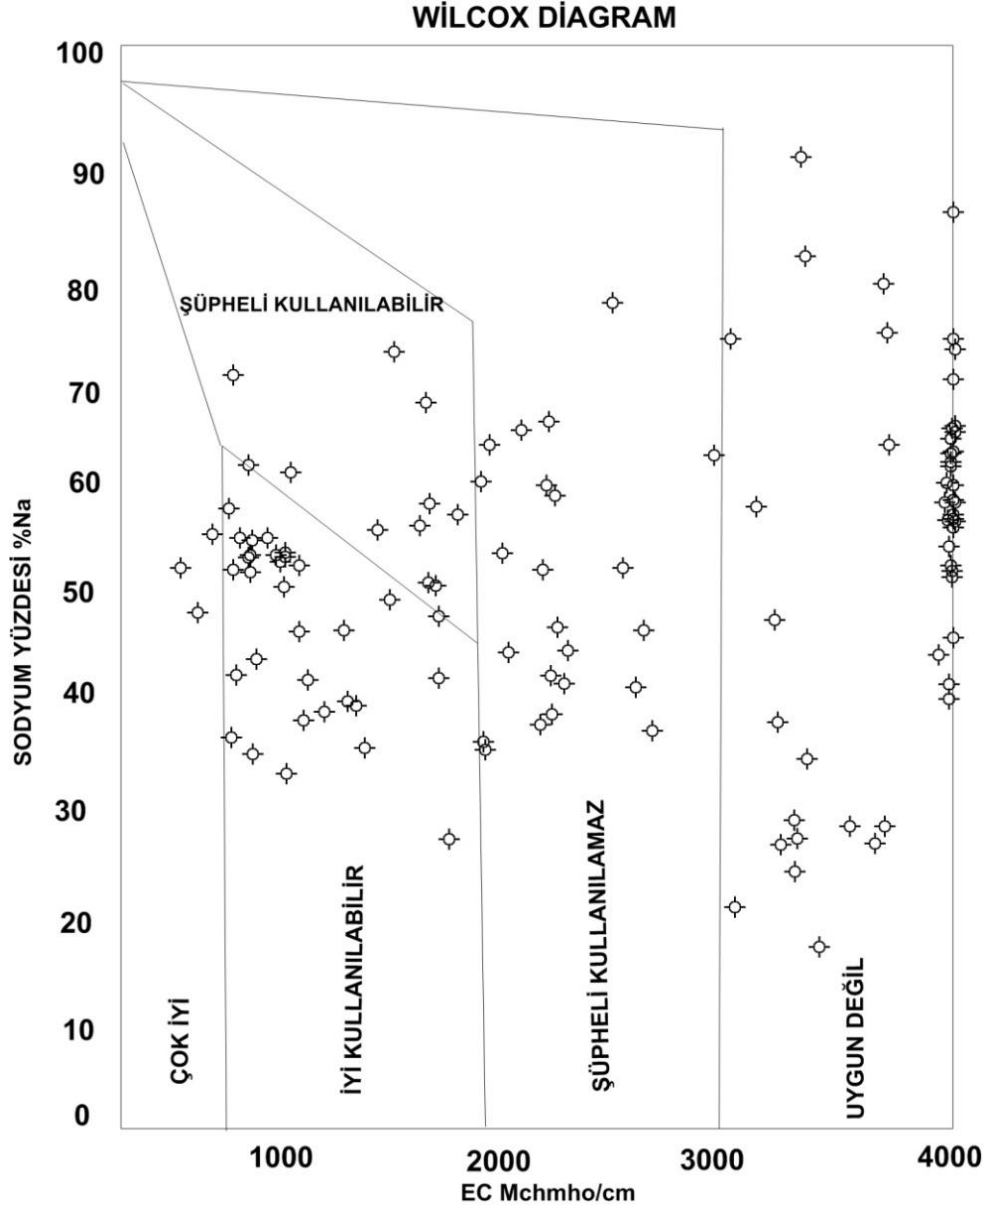 WİLCOX DİAGRAM
100
90
80
70
60
50
40
30
20
10
0
SODYUM YÜZDESİ %Na
ŞÜPHELİ KULLANILABİLİR
ÇOK İYİ
İYİ KULLANILABİLİR
ŞÜPHELİ KULLANILAMAZ
UYGUN DEĞİL
1000 2000 3000 4000
EC Mchmho/cm